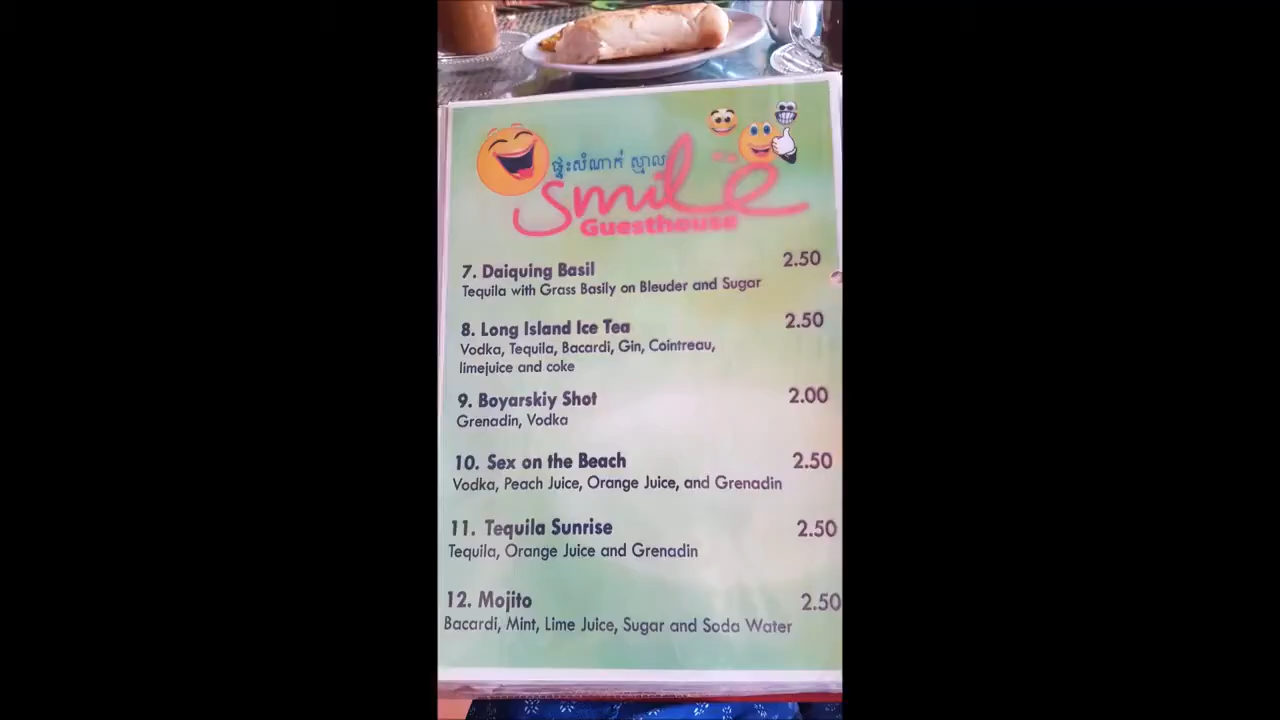 ផ្ទះសំណាក់ ស្មាល
smile
Guesthouse
7. Daiquing Basil 2.50
Tequila with Grass Basily on Bleuder and Sugar
8. Long Island Ice Tea 2.50
Vodka, Tequila, Bacardi, Gin, Cointreau,
limejuice and coke
9. Boyarskiy Shot 2.00
Grenadin, Vodka
10. Sex on the Beach 2.50
Vodka, Peach Juice, Orange Juice, and Grenadin
11. Tequila Sunrise 2.50
Tequila, Orange Juice and Grenadin
12. Mojito 2.50
Bacardi, Mint, Lime Juice, Sugar and Soda Water